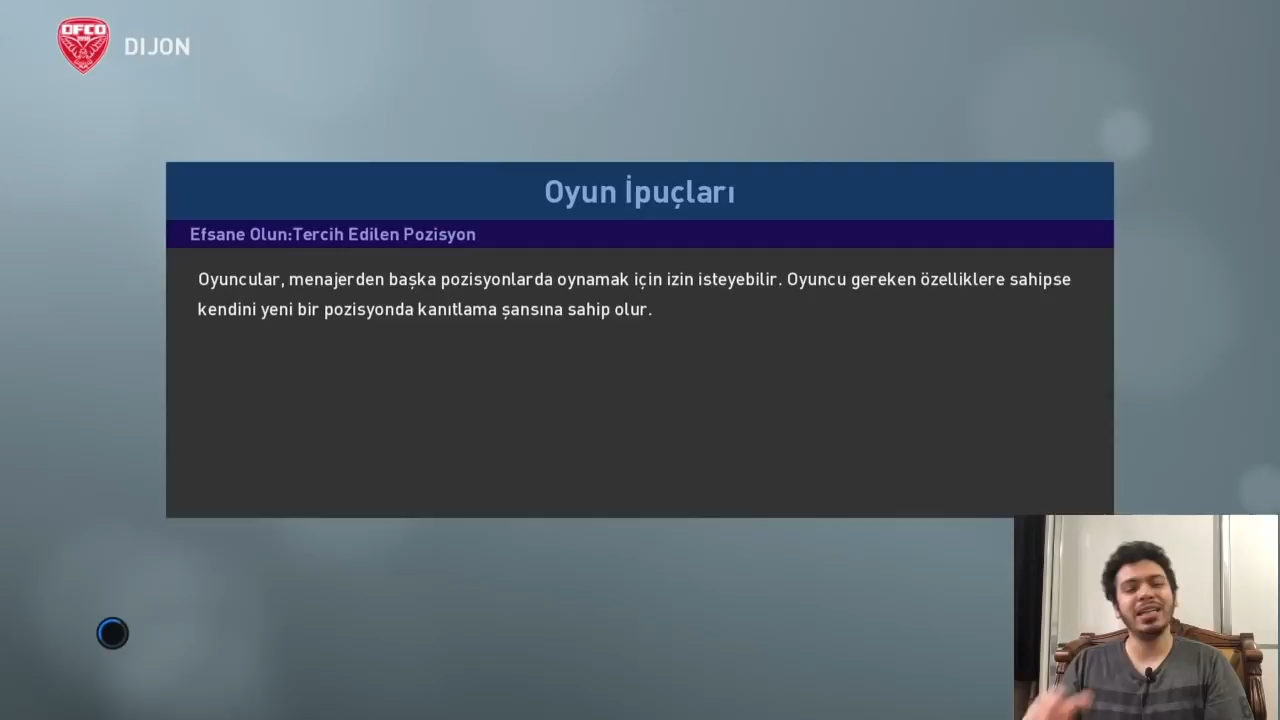 DFCO
DIJON
Oyun İpuçları
Efsane Olun:Tercih Edilen Pozisyon
Oyuncular, menajerden başka pozisyonlarda oynamak için izin isteyebilir. Oyuncu gereken özelliklere sahipse
kendini yeni bir pozisyonda kanıtlama şansına sahip olur.